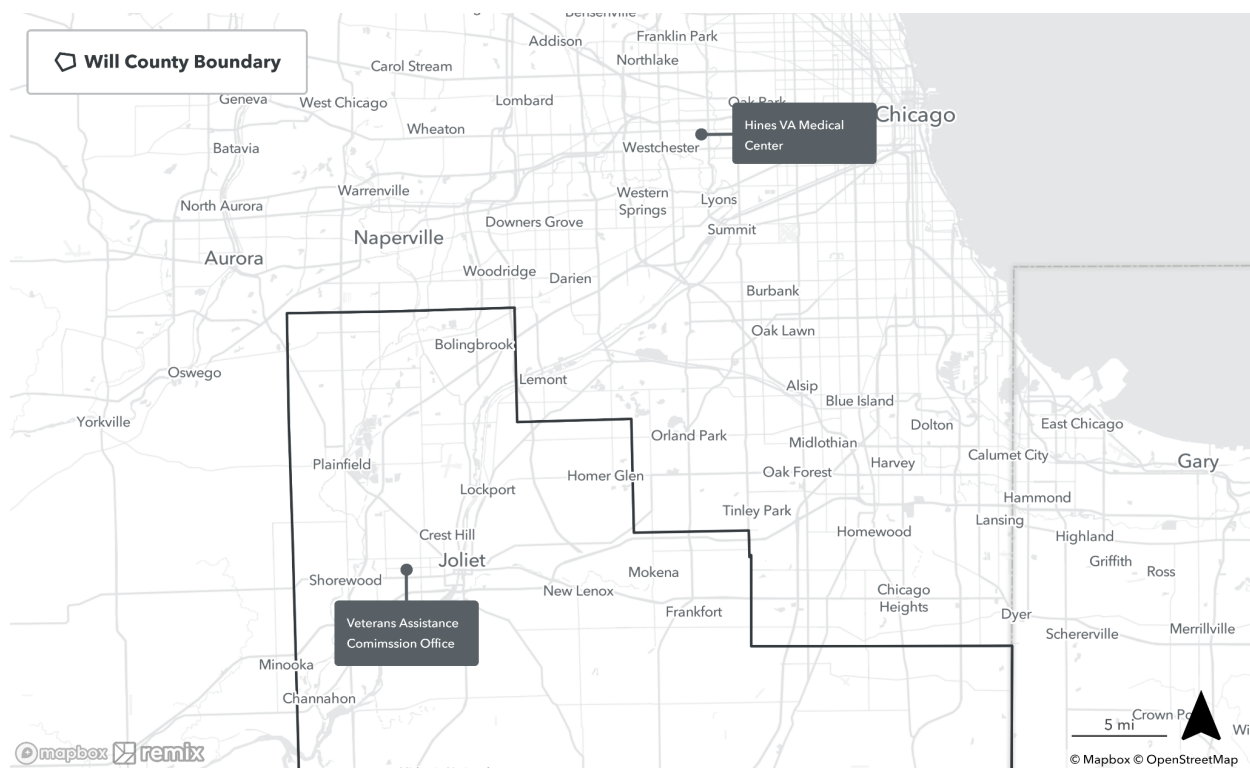 Bensenville
Addison
Franklin Park
Northlake
Will County Boundary
Carol Stream
Geneva
West Chicago
Lombard
Oak Park
Chicago
Hines VA Medical
Center
Wheaton
Batavia
Westchester
Warrenville
Western
Springs
Lyons
North Aurora
Downers Grove
Summit
Naperville
Aurora
Woodridge
Darien
Burbank
Oak Lawn
Bolingbrook
Oswego
Lemont
Alsip
Blue Island
Yorkville
Dolton
East Chicago
Orland Park
Midlothian
Calumet City
Gary
Plainfield
Harvey
Homer Glen
Oak Forest
Lockport
Hammond
Tinley Park
Lansing
Crest Hill
Homewood
Highland
Joliet
Griffith
Ross
Shorewood
Mokena
New Lenox
Chicago
Heights
Frankfort
Dyer
Veterans Assistance
Comimssion Office
Schererville
Merrillville
Minooka
Channahon
Crown Po
5 mi
Wi
mapbox remix
© Mapbox © OpenStreetMap